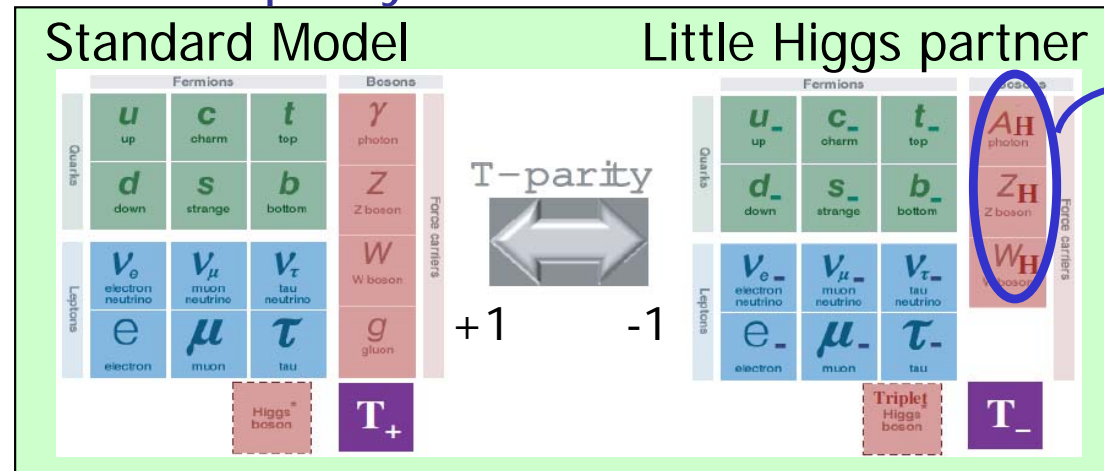 Standard Model
Little Higgs partner
Fermions
Bosons
Quarks
u
up
c
charm
t
top
γ
photon
d
down
s
strange
b
bottom
Z
Z boson
Leptons
νe
electron neutrino
νμ
muon neutrino
ντ
tau neutrino
W
W boson
e
electron
μ
muon
τ
tau
g
gluon
Force carriers
Higgs*
boson
T+
T-parity
+1
-1
Fermions
Bosons
Quarks
u-
up
c-
charm
t-
top
AH
photon
d-
down
s-
strange
b-
bottom
ZH
Z boson
Leptons
νe-
electron neutrino
νμ-
muon neutrino
ντ-
tau neutrino
WH
W boson
e-
electron
μ-
muon
τ-
tau
Force carriers
Triplet
Higgs*
boson
T-